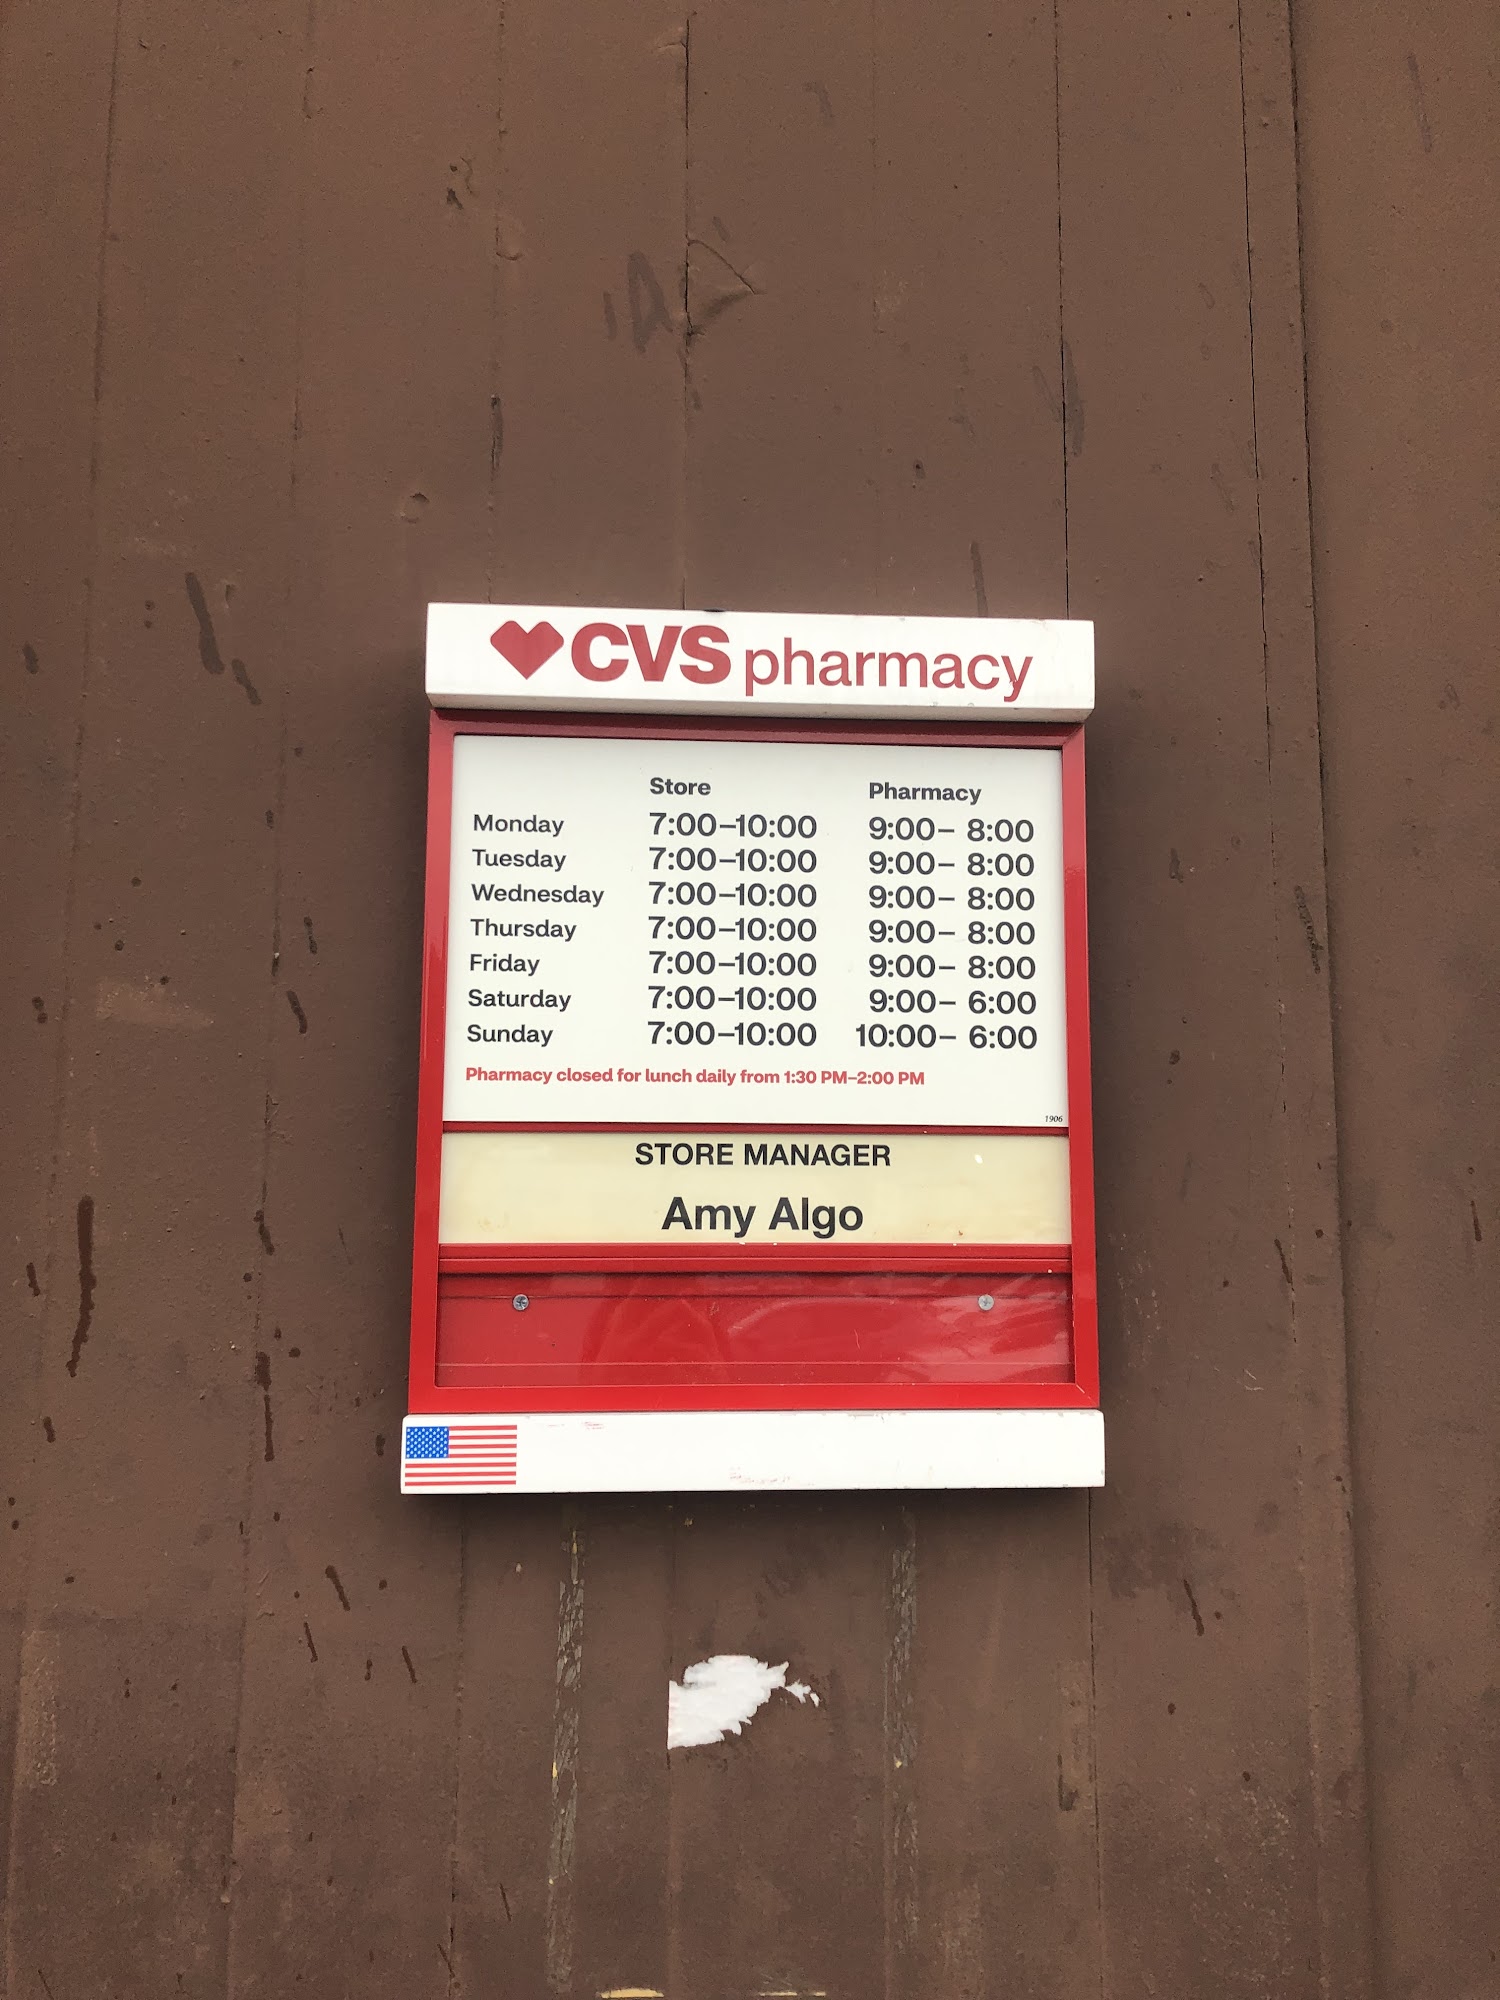 CVS pharmacy
Store Pharmacy
Monday 7:00–10:00 9:00– 8:00
Tuesday 7:00–10:00 9:00– 8:00
Wednesday 7:00–10:00 9:00– 8:00
Thursday 7:00–10:00 9:00– 8:00
Friday 7:00–10:00 9:00– 8:00
Saturday 7:00–10:00 9:00– 6:00
Sunday 7:00–10:00 10:00– 6:00
Pharmacy closed for lunch daily from 1:30 PM–2:00 PM
1906
STORE MANAGER
Amy Algo